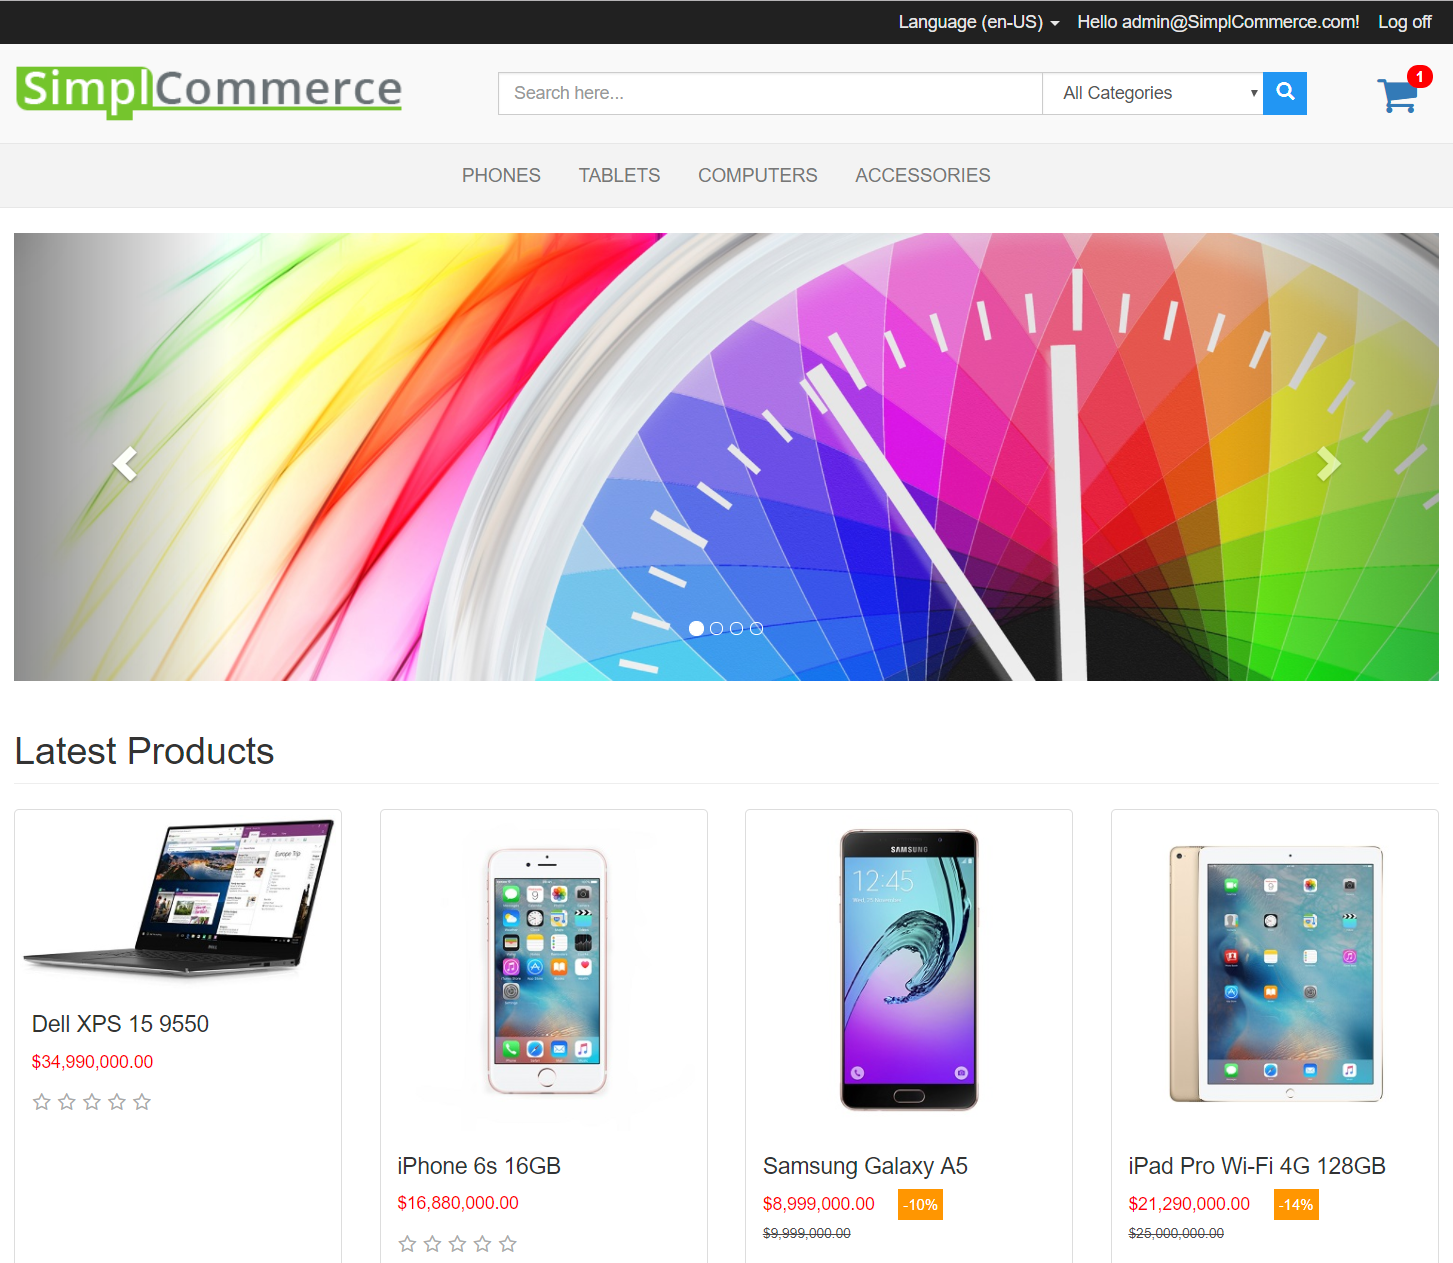 Language (en-US) Hello admin@SimplCommerce.com! Log off
SimplCommerce
Search here... All Categories
1
PHONES TABLETS COMPUTERS ACCESSORIES
Latest Products
Europe Trip
DELL
SAMSUNG
12:45
Dell XPS 15 9550
$34,990,000.00
iPhone 6s 16GB
$16,880,000.00
Samsung Galaxy A5
$8,999,000.00 -10%
$9,999,000.00
iPad Pro Wi-Fi 4G 128GB
$21,290,000.00 -14%
$25,000,000.00